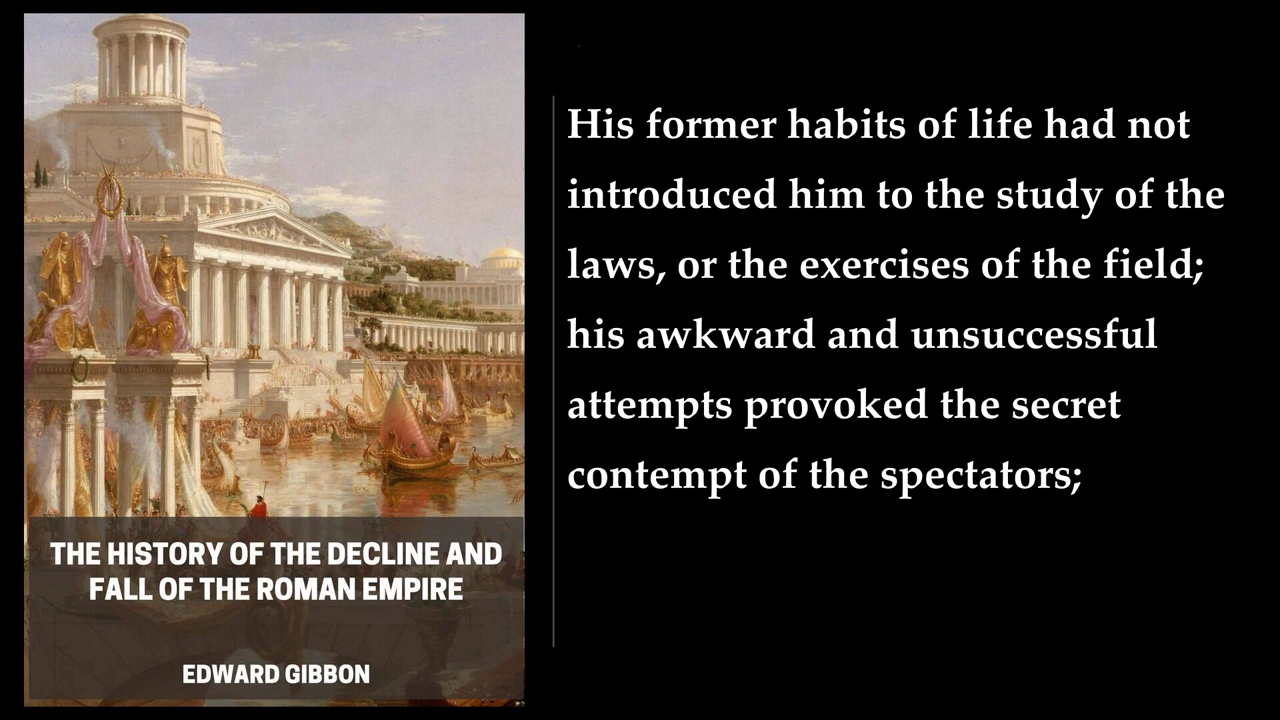 THE HISTORY OF THE DECLINE AND
FALL OF THE ROMAN EMPIRE
EDWARD GIBBON
His former habits of life had not
introduced him to the study of the
laws, or the exercises of the field;
his awkward and unsuccessful
attempts provoked the secret
contempt of the spectators;